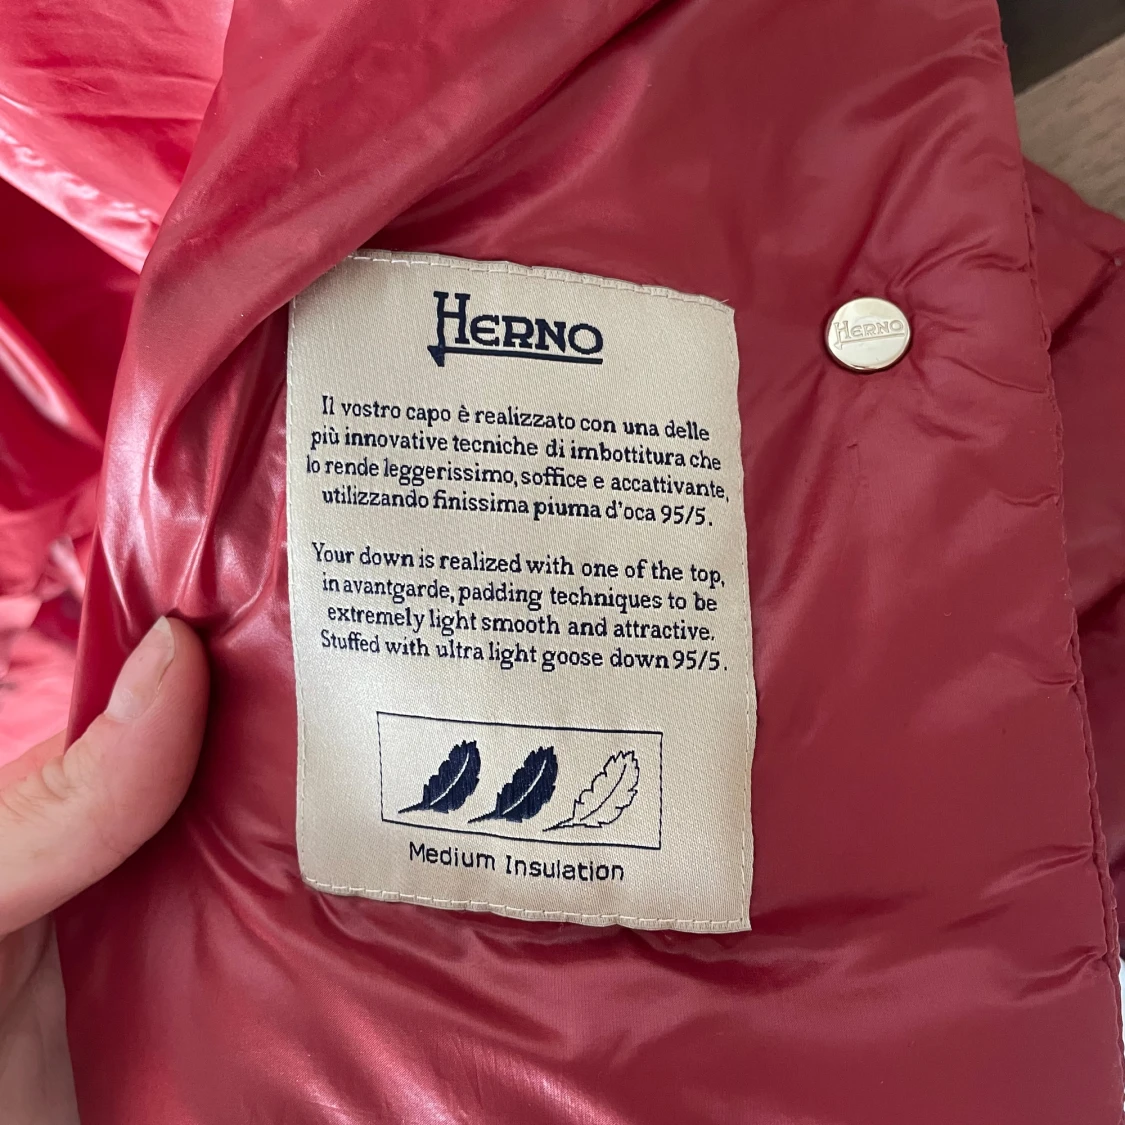 HERNO
HERNO
Il vostro capo è realizzato con una delle
più innovative tecniche di imbottitura che
lo rende leggerissimo, soffice e accattivante,
utilizzando finissima piuma d'oca 95/5.
Your down is realized with one of the top,
in avantgarde, padding techniques to be
extremely light smooth and attractive.
Stuffed with ultra light goose down 95/5.
Medium Insulation